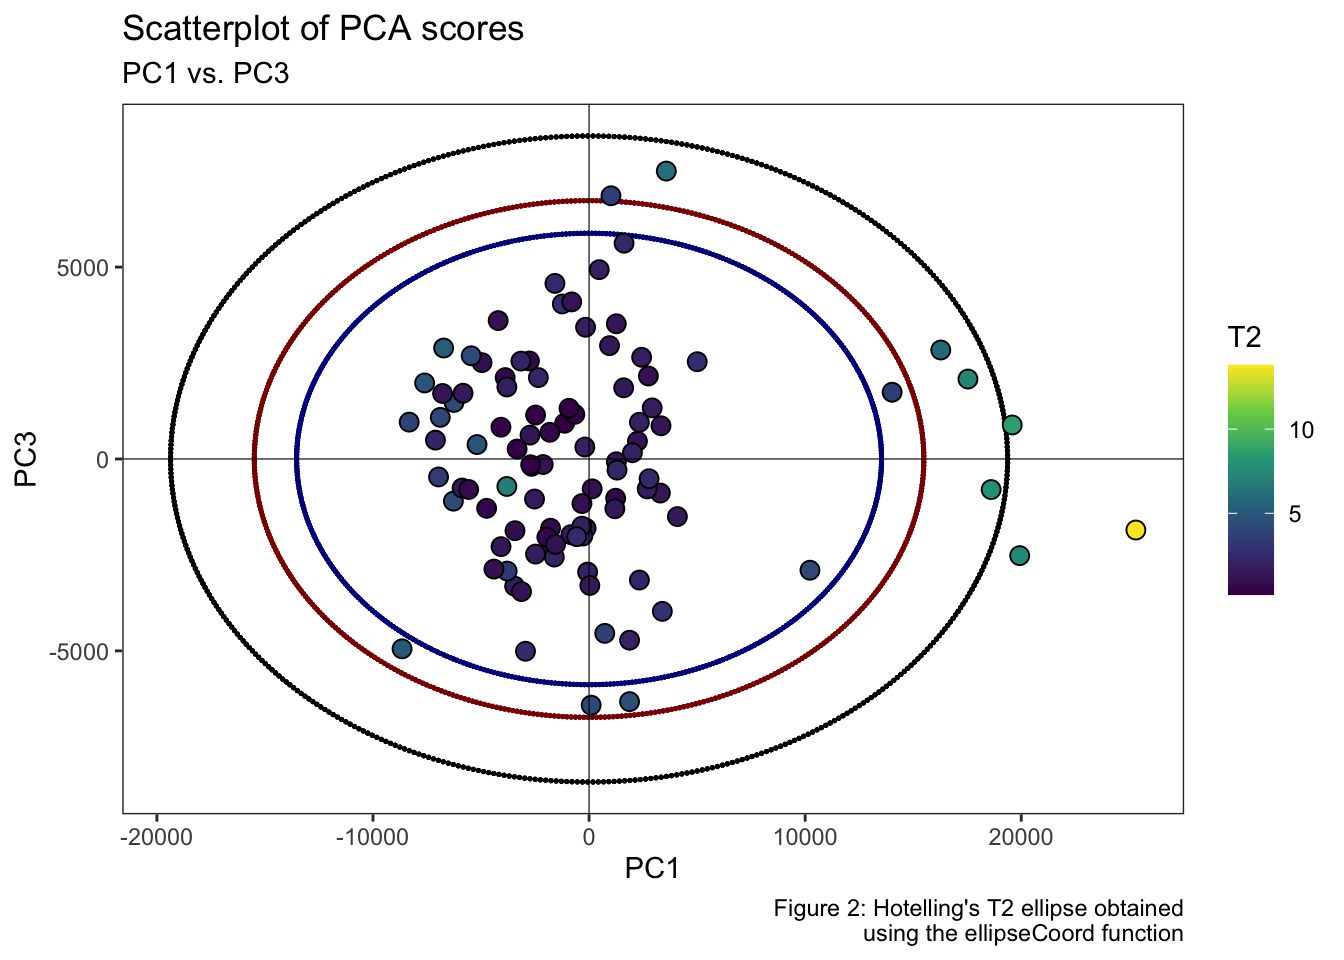 Scatterplot of PCA scores
PC1 vs. PC3
PC3
5000
0
-5000
-20000
-10000
0
10000
20000
PC1
T2
10
5
Figure 2: Hotelling's T2 ellipse obtained
using the ellipseCoord function